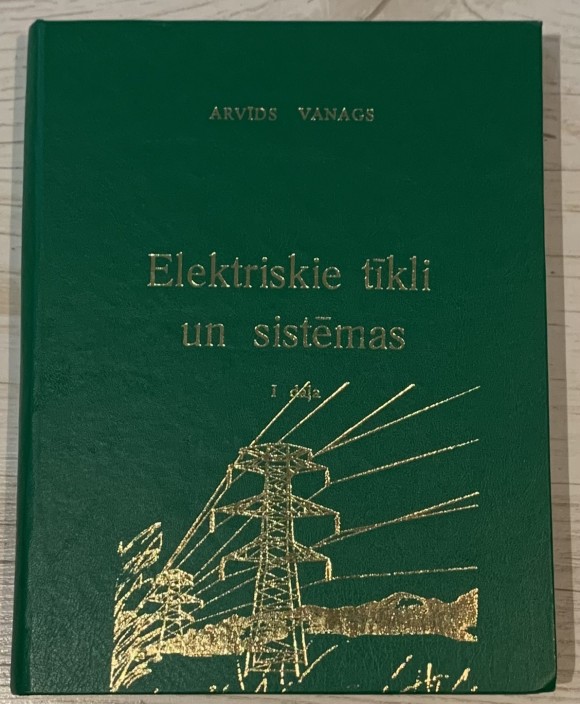 ARVĪDS VANAGS
Elektriskie tīkli
un sistēmas
I daļa